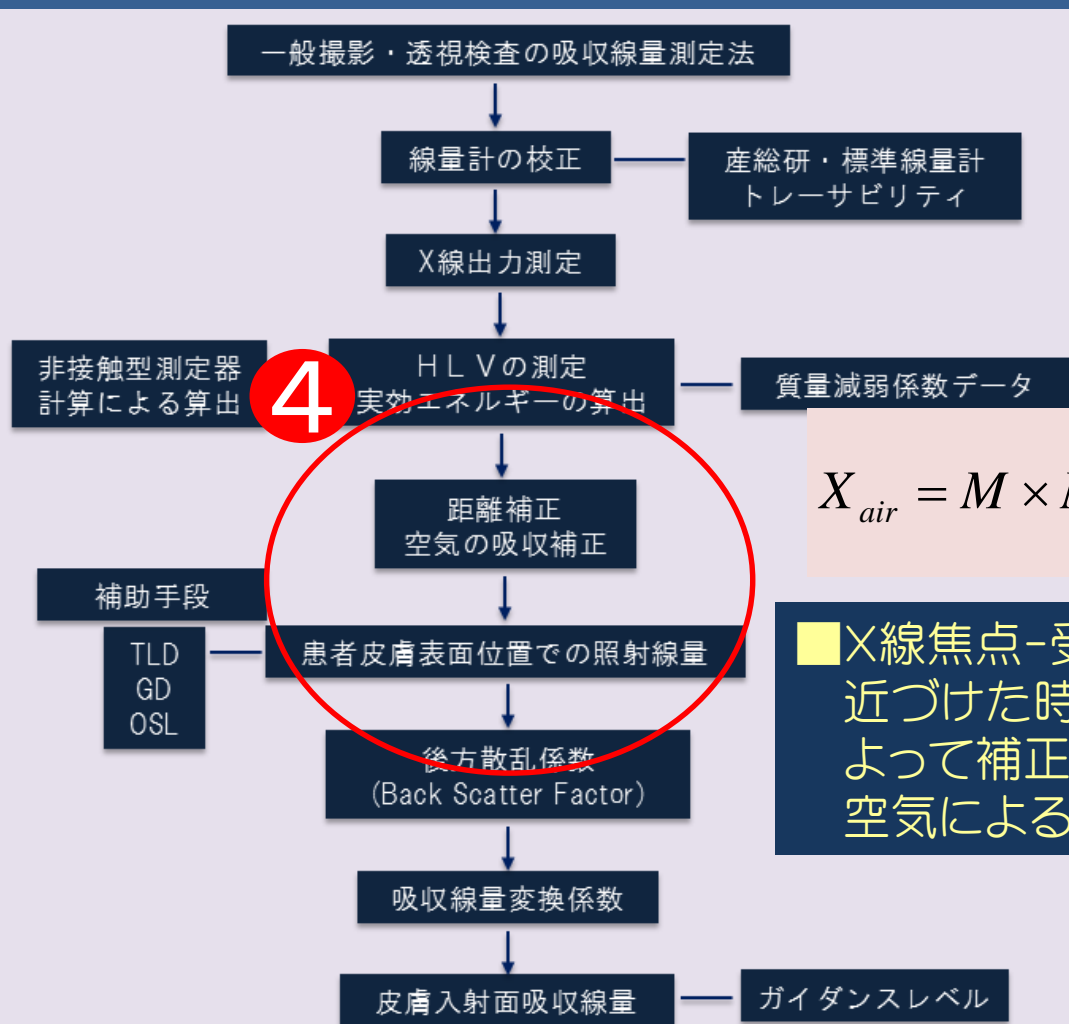 一般撮影・透視検査の吸収線量測定法
線量計の校正
産総研・標準線量計
トレーサビリティ
X線出力測定
非接触型測定器
計算による算出
4
ＨＬＶの測定
実効エネルギーの算出
質量減弱係数データ
X air = M ×
距離補正
空気の吸収補正
補助手段
TLD
GD
OSL
患者皮膚表面位置での照射線量
■X線焦点-受
近づけた時
よって補正
空気による
後方散乱係数
(Back Scatter Factor)
吸収線量変換係数
皮膚入射面吸収線量
ガイダンスレベル